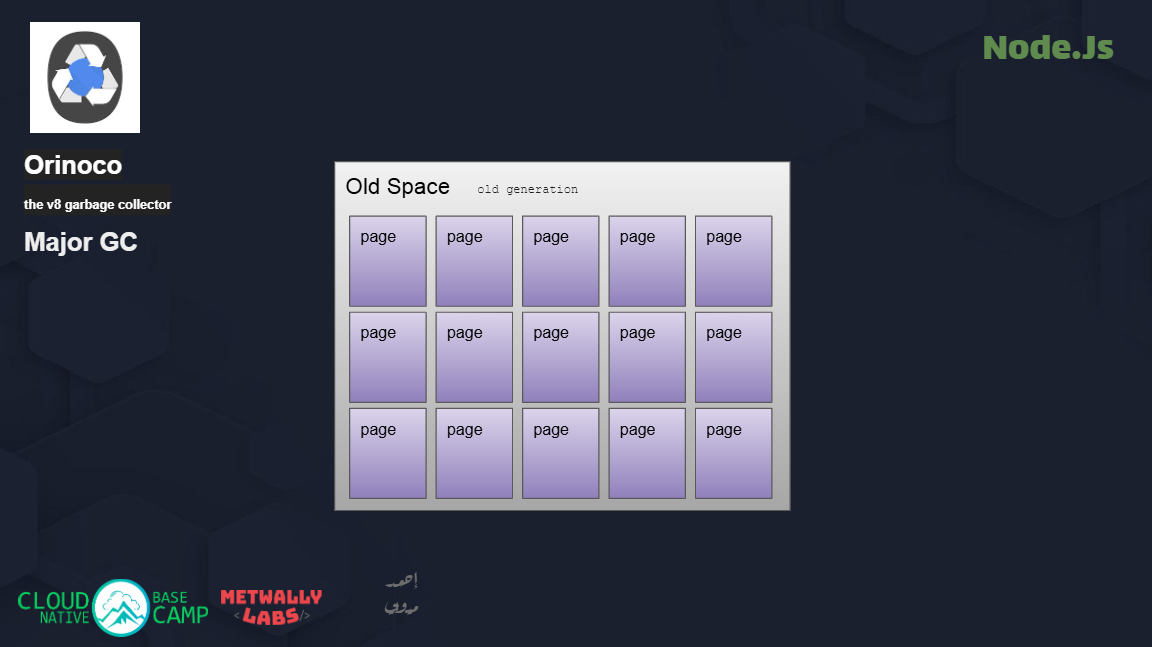 Node.Js
Orinoco
the v8 garbage collector
Major GC
Old Space old generation
page page page page page
page page page page page
page page page page page
CLOUD NATIVE BASE CAMP
METWALLY
<LABS/>
أحمد